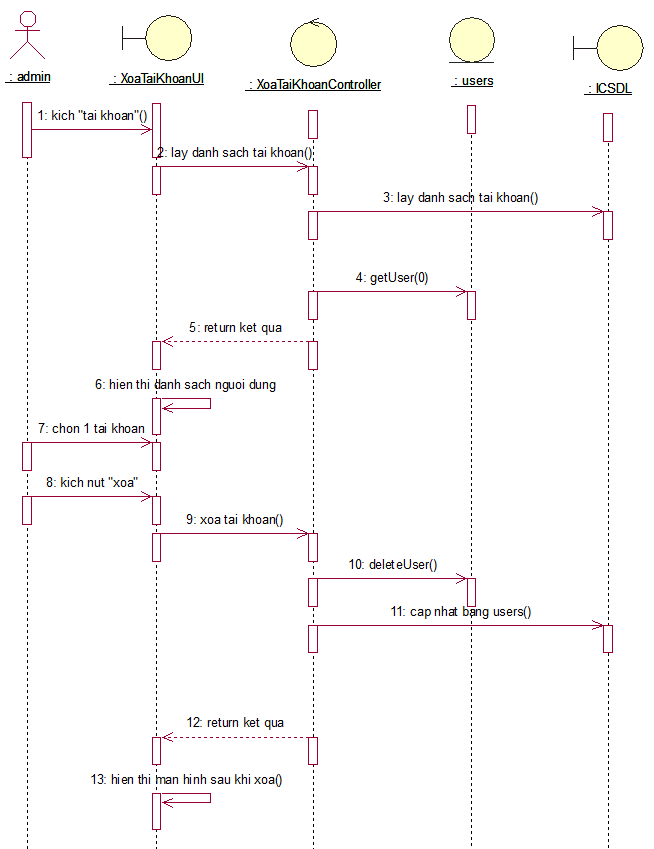 : admin
: XoaTaiKhoanUI
: XoaTaiKhoanController
: users
: ICSDL
1: kich "tai khoan"()
2: lay danh sach tai khoan()
3: lay danh sach tai khoan()
4: getUser(0)
5: return ket qua
6: hien thi danh sach nguoi dung
7: chon 1 tai khoan
8: kich nut "xoa"
9: xoa tai khoan()
10: deleteUser()
11: cap nhat bang users()
12: return ket qua
13: hien thi man hinh sau khi xoa()